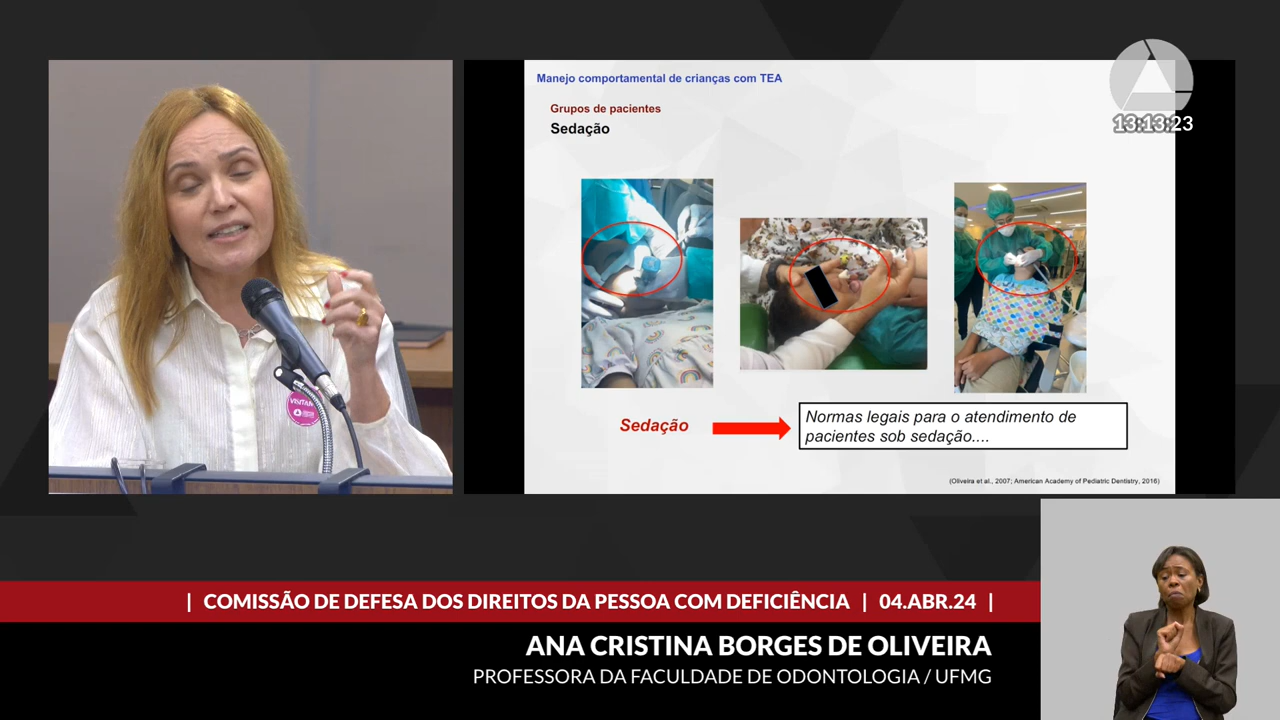 Manejo comportamental de crianças com TEA
Grupos de pacientes
Sedação
13:13:23
Sedação
Normas legais para o atendimento de
pacientes sob sedação....
(Oliveira et al., 2007; American Academy of Pediatric Dentistry, 2016)
| COMISSÃO DE DEFESA DOS DIREITOS DA PESSOA COM DEFICIÊNCIA | 04.ABR.24 |
ANA CRISTINA BORGES DE OLIVEIRA
PROFESSORA DA FACULDADE DE ODONTOLOGIA / UFMG